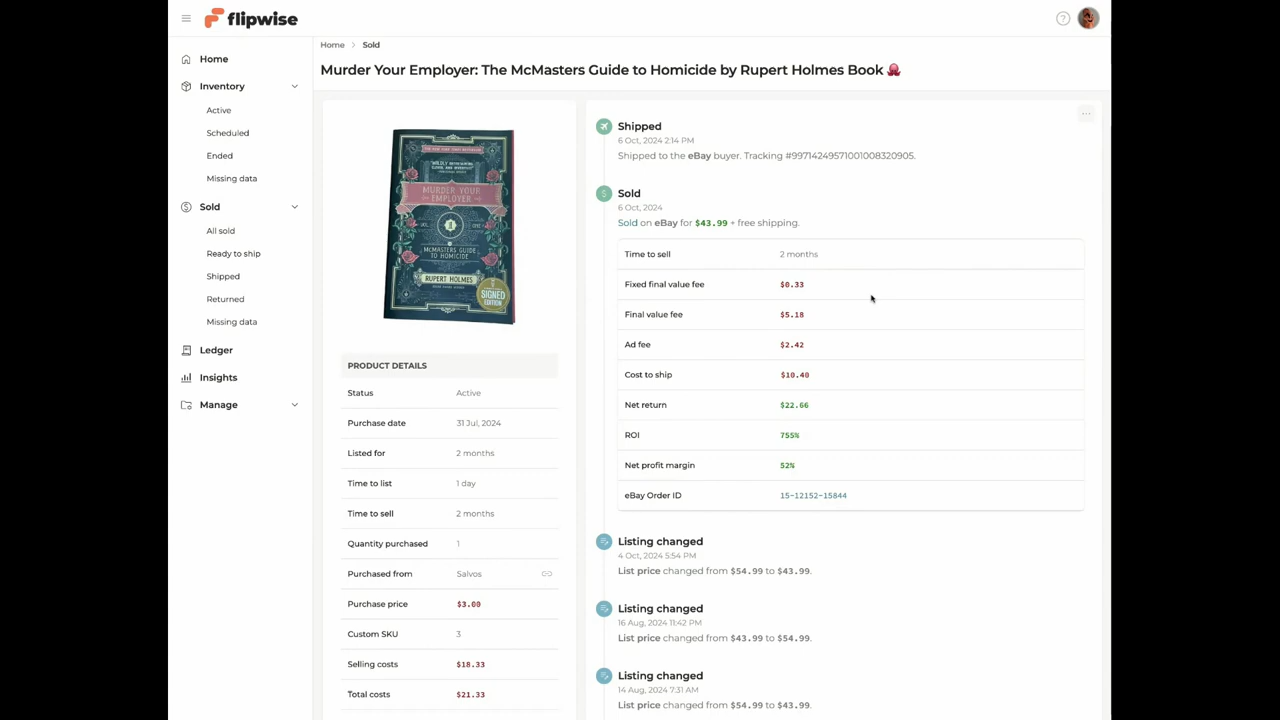 flipwise
?
Home
Inventory
Active
Scheduled
Ended
Missing data
Sold
All sold
Ready to ship
Shipped
Returned
Missing data
Ledger
Insights
Manage
Home > Sold
Murder Your Employer: The McMasters Guide to Homicide by Rupert Holmes Book
MURDER YOUR
EMPLOYER
MCMASTERS GUIDE
TO HOMICIDE
RUPERT HOLMES
SIGNED
EDITION
PRODUCT DETAILS
Status Active
Purchase date 31 Jul, 2024
Listed for 2 months
Time to list 1 day
Time to sell 2 months
Quantity purchased 1
Purchased from Salvos
Purchase price $3.00
Custom SKU 3
Selling costs $18.33
Total costs $21.33
Shipped
6 Oct, 2024 2:14 PM
Shipped to the eBay buyer. Tracking #99714249571001008320905.
Sold
6 Oct, 2024
Sold on eBay for $43.99 + free shipping.
Time to sell 2 months
Fixed final value fee $0.33
Final value fee $5.18
Ad fee $2.42
Cost to ship $10.40
Net return $22.66
ROI 755%
Net profit margin 52%
eBay Order ID 15-12152-15844
Listing changed
4 Oct, 2024 5:54 PM
List price changed from $54.99 to $43.99.
Listing changed
16 Aug, 2024 11:42 PM
List price changed from $43.99 to $54.99.
Listing changed
14 Aug, 2024 7:31 AM
List price changed from $54.99 to $43.99.